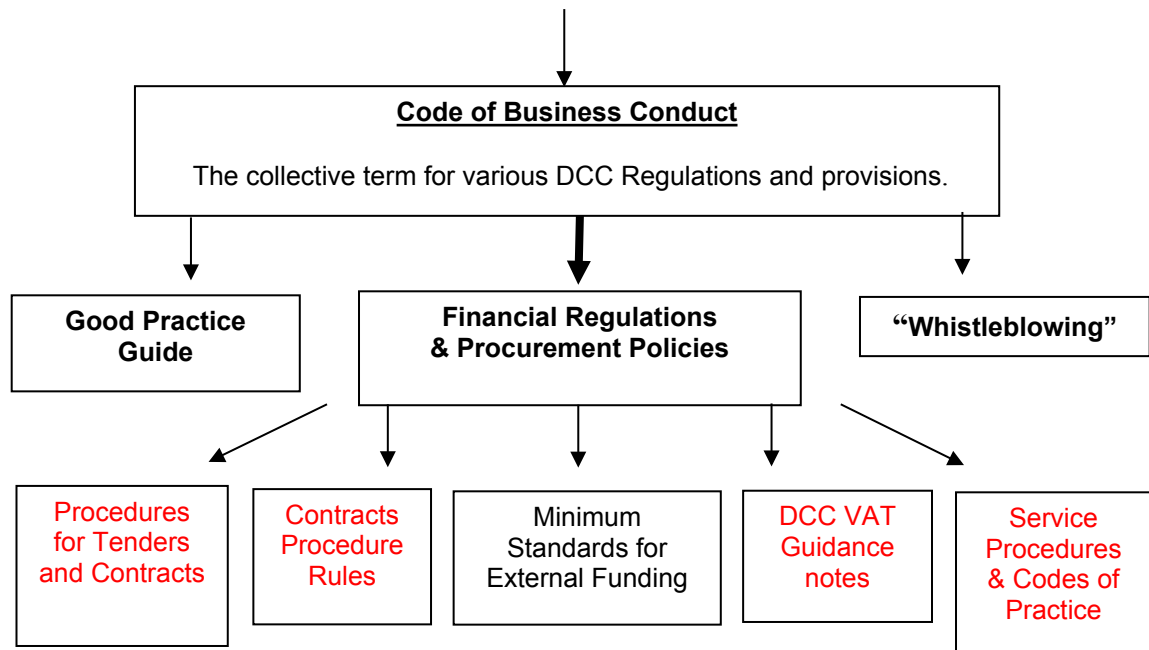 Code of Business Conduct
The collective term for various DCC Regulations and provisions.
Good Practice
Guide
Financial Regulations
& Procurement Policies
“Whistleblowing”
Procedures
for Tenders
and Contracts
Contracts
Procedure
Rules
Minimum
Standards for
External Funding
DCC VAT
Guidance
notes
Service
Procedures
& Codes of
Practice